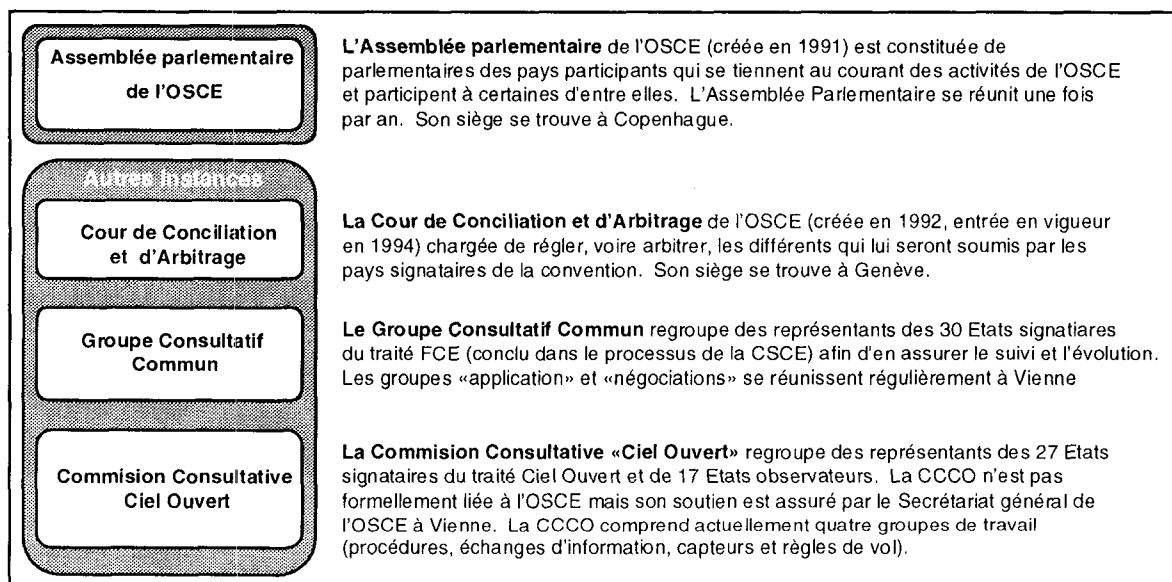 Assemblée parlementaire
de l'OSCE
L'Assemblée parlementaire de l'OSCE (créée en 1991) est constituée de
parlementaires des pays participants qui se tiennent au courant des activités de l'OSCE
et participent à certaines d'entre elles. L'Assemblée Parlementaire se réunit une fois
par an. Son siège se trouve à Copenhague.
Autres Instances
Cour de Conciliation
et d'Arbitrage
La Cour de Conciliation et d'Arbitrage de l'OSCE (créée en 1992, entrée en vigueur
en 1994) chargée de régler, voire arbitrer, les différents qui lui seront soumis par les
pays signataires de la convention. Son siège se trouve à Genève.
Groupe Consultatif
Commun
Le Groupe Consultatif Commun regroupe des représentants des 30 Etats signatiares
du traité FCE (conclu dans le processus de la CSCE) afin d'en assurer le suivi et l'évolution.
Les groupes «application» et «négociations» se réunissent régulièrement à Vienne
Commision Consultative
Ciel Ouvert
La Commision Consultative «Ciel Ouvert» regroupe des représentants des 27 Etats
signataires du traité Ciel Ouvert et de 17 Etats observateurs. La CCCO n'est pas
formellement liée à l'OSCE mais son soutien est assuré par le Secrétariat général de
l'OSCE à Vienne. La CCCO comprend actuellement quatre groupes de travail
(procédures, échanges d'information, capteurs et règles de vol).